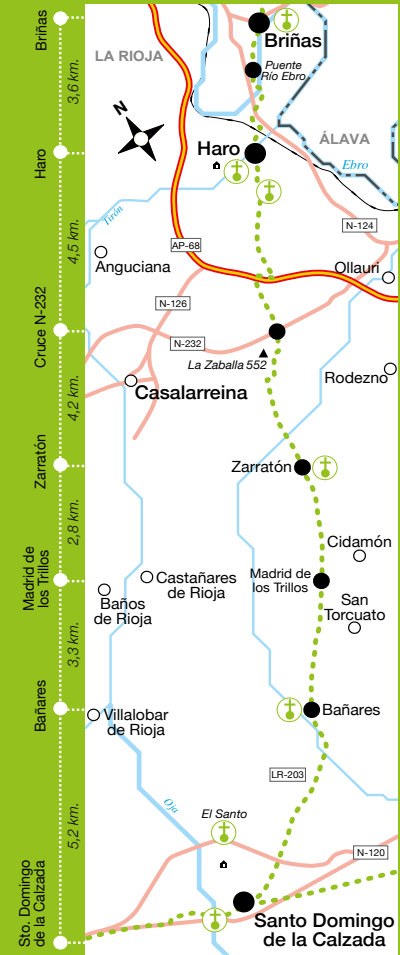 Briñas
3,6 km.
Haro
4,5 km.
Cruce N-232
4,2 km.
Zarratón
2,8 km.
Madrid de
los Trillos
3,3 km.
Bañares
5,2 km.
Sto. Domingo
de la Calzada
LA RIOJA
Briñas
Puente
Río Ebro
N
ÁLAVA
Haro
Ebro
Tirón
N-124
AP-68
Anguciana
Ollauri
N-126
N-232
La Zaballa 552
Rodezno
Casalarreina
Zarratón
Cidamón
Castañares
de Rioja
Madrid de
los Trillos
Baños
de Rioja
San
Torcuato
Villalobar
de Rioja
Bañares
LR-203
Oja
El Santo
N-120
Santo Domingo
de la Calzada